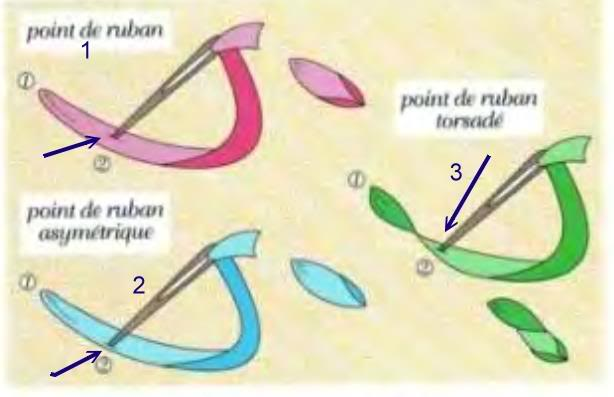 point de ruban
1
①
②
point de ruban
torsadé
3
①
②
point de ruban
asymétrique
2
①
②